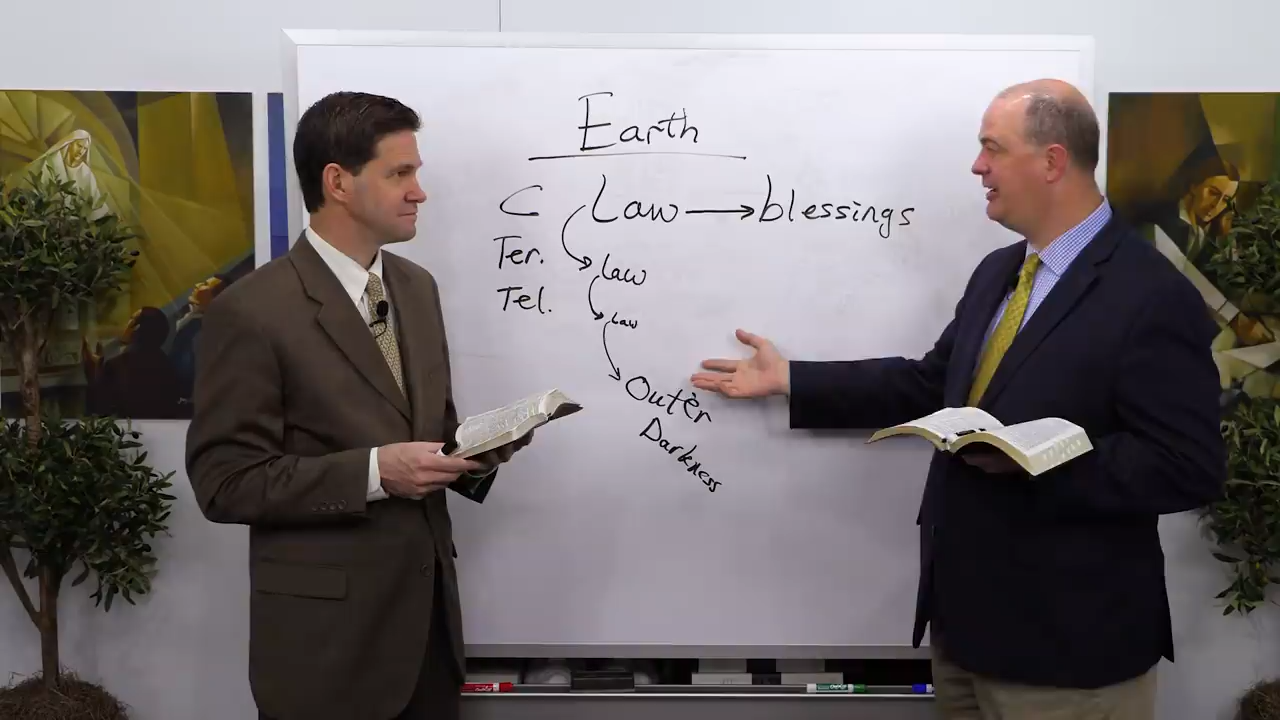 Earth
C Law → blessings
Ter. Law
Tel. Law
Outer
Darkness